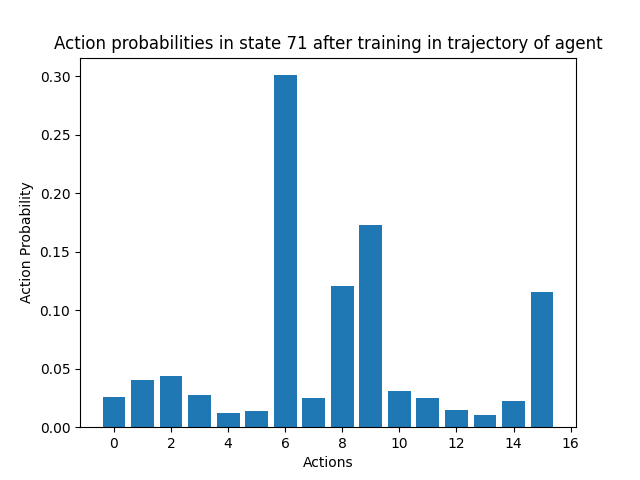 Action probabilities in state 71 after training in trajectory of agent
0.30
0.25
0.20
0.15
0.10
0.05
0.00
Action Probability
0 2 4 6 8 10 12 14 16
Actions